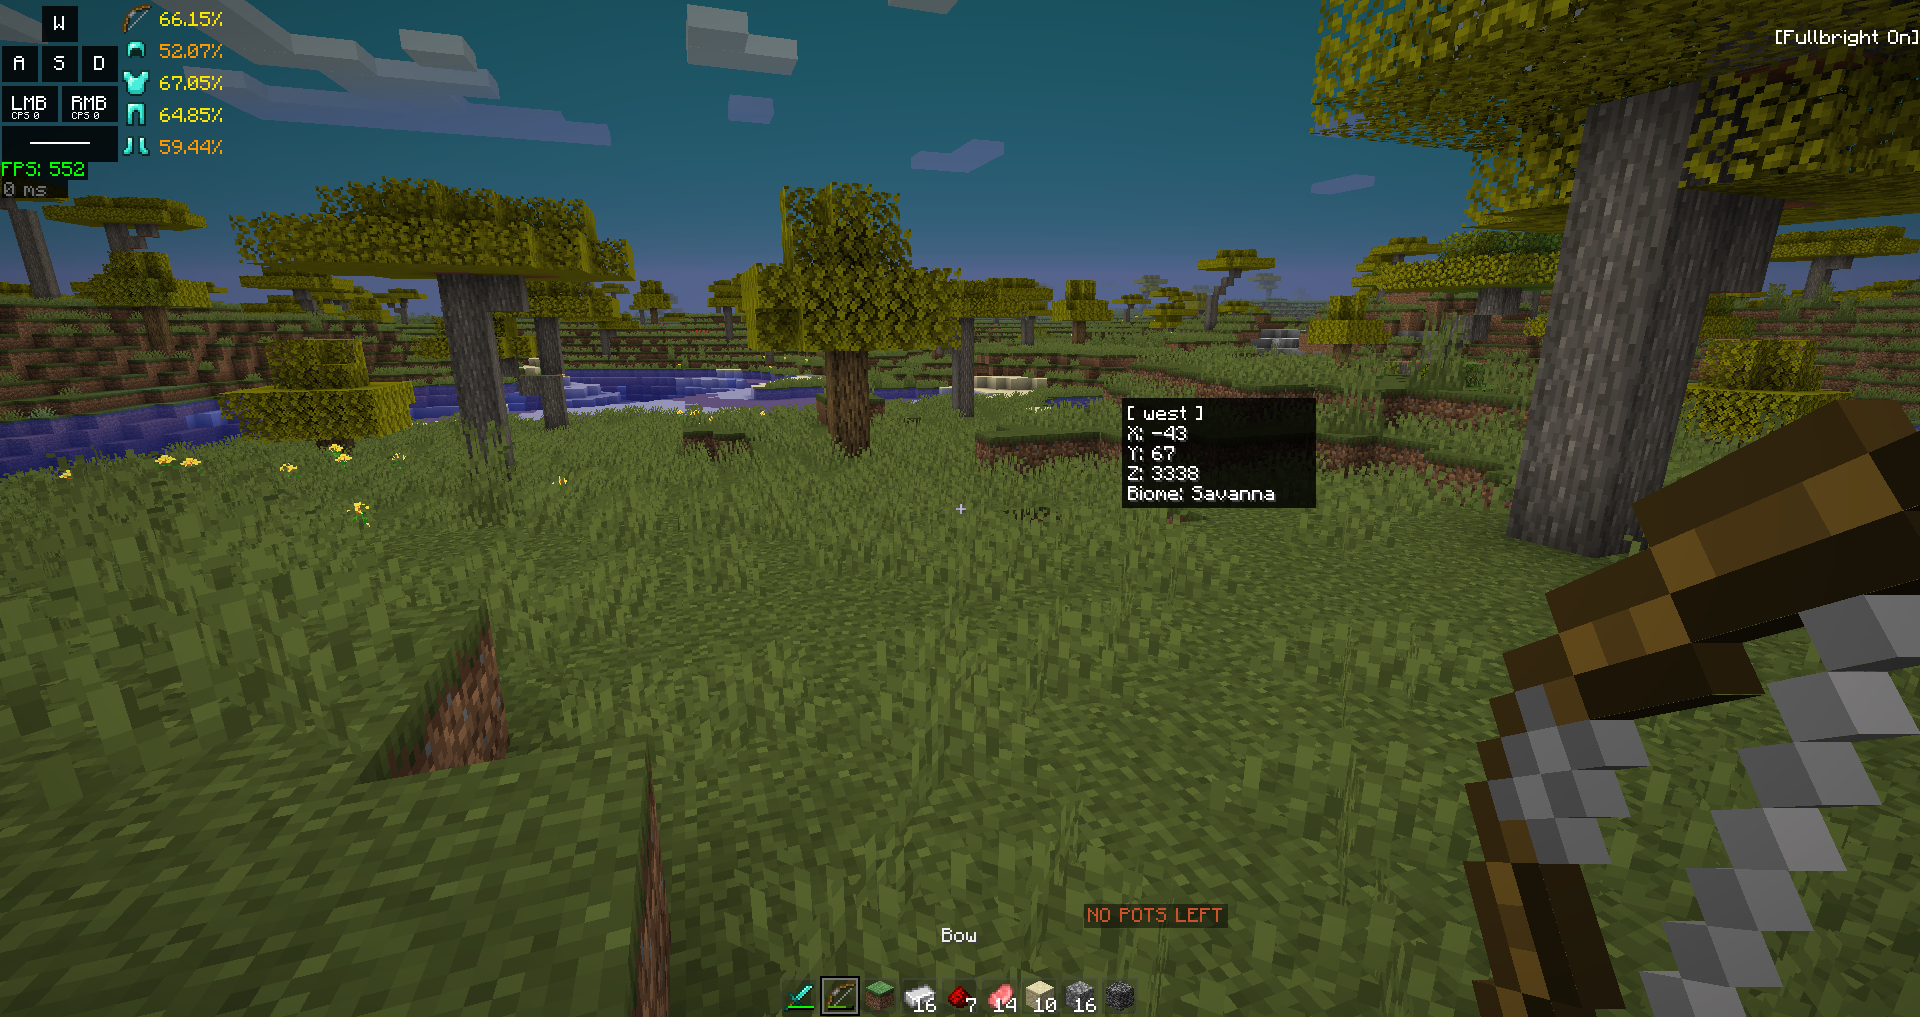 W
A S D
LMB RMB
CPS 0 CPS 0
FPS: 552
0 ms
66.15%
52.07%
67.05%
64.85%
59.44%
[Fullbright On]
[ west ]
X: -43
Y: 67
Z: 3338
Biome: Savanna
NO POTS LEFT
Bow
16 7 14 10 16